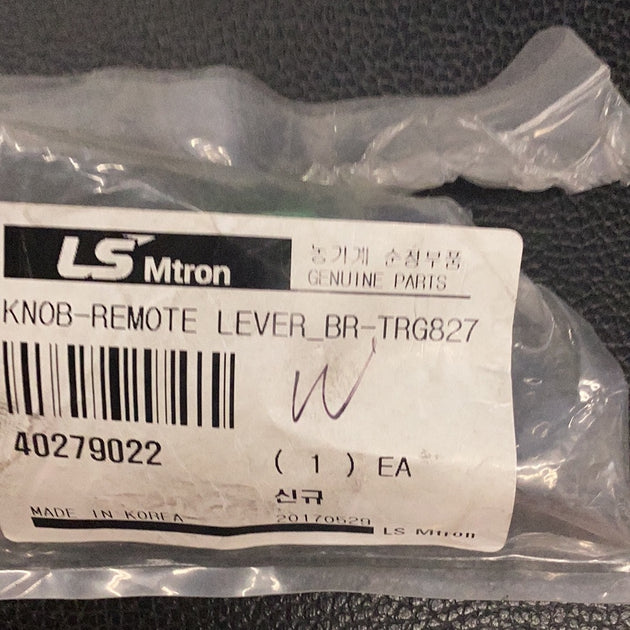 LS Mtron
농기계 순정부품
GENUINE PARTS
KNOB-REMOTE LEVER_BR-TRG827
W
40279022
( 1 ) EA
신규
MADE IN KOREA
20170529
LS Mtron